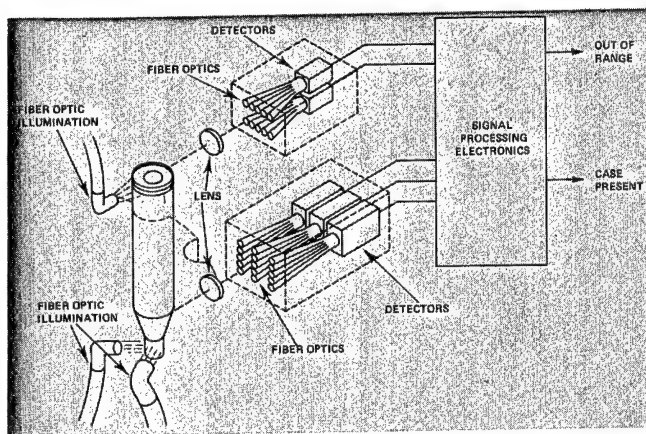 DETECTORS
FIBER OPTICS
FIBER OPTIC
ILLUMINATION
LENS
SIGNAL
PROCESSING
ELECTRONICS
OUT OF
RANGE
CASE
PRESENT
FIBER OPTIC
ILLUMINATION
FIBER OPTICS
DETECTORS